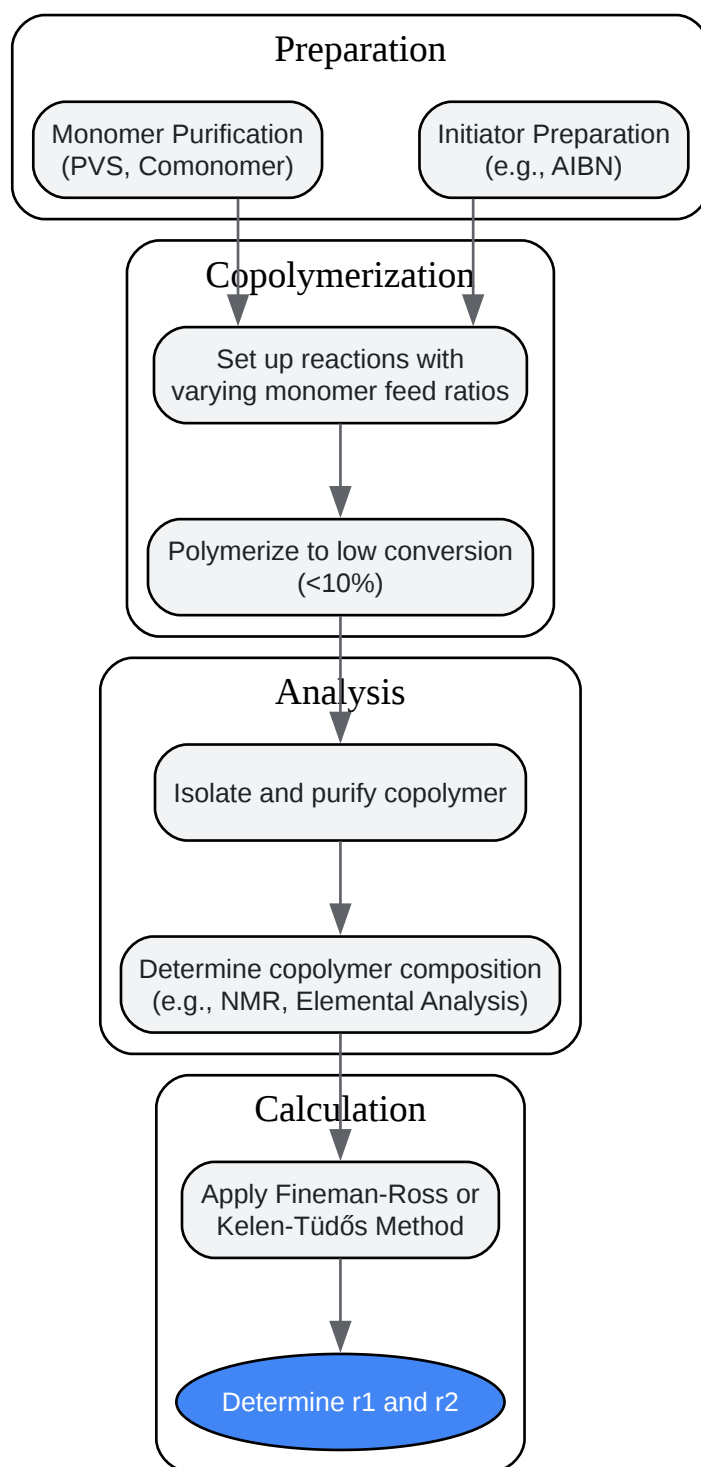 Preparation
Monomer Purification
(PVS, Comonomer)
Initiator Preparation
(e.g., AIBN)
Copolymerization
Set up reactions with
varying monomer feed ratios
Polymerize to low conversion
(<10%)
Analysis
Isolate and purify copolymer
Determine copolymer composition
(e.g., NMR, Elemental Analysis)
Calculation
Apply Fineman-Ross or
Kelen-Tüdős Method
Determine r1 and r2